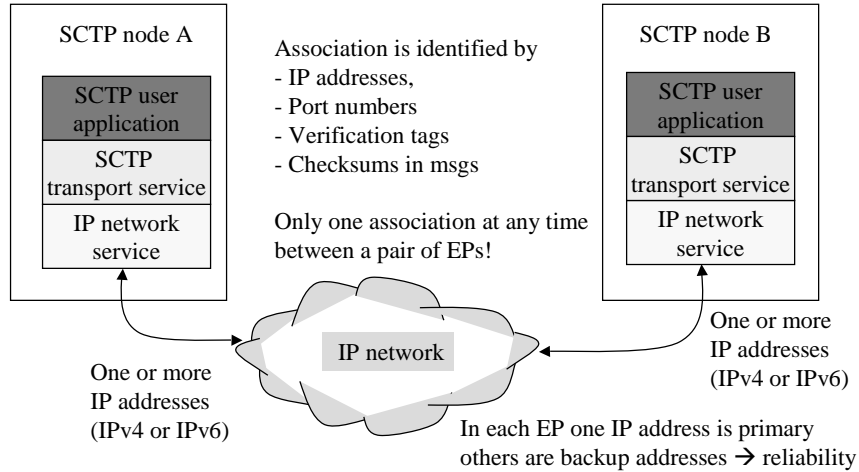 SCTP node A
SCTP user
application
SCTP
transport service
IP network
service
Association is identified by
- IP addresses,
- Port numbers
- Verification tags
- Checksums in msgs
Only one association at any time
between a pair of EPs!
SCTP node B
SCTP user
application
SCTP
transport service
IP network
service
IP network
One or more
IP addresses
(IPv4 or IPv6)
One or more
IP addresses
(IPv4 or IPv6)
In each EP one IP address is primary
others are backup addresses → reliability